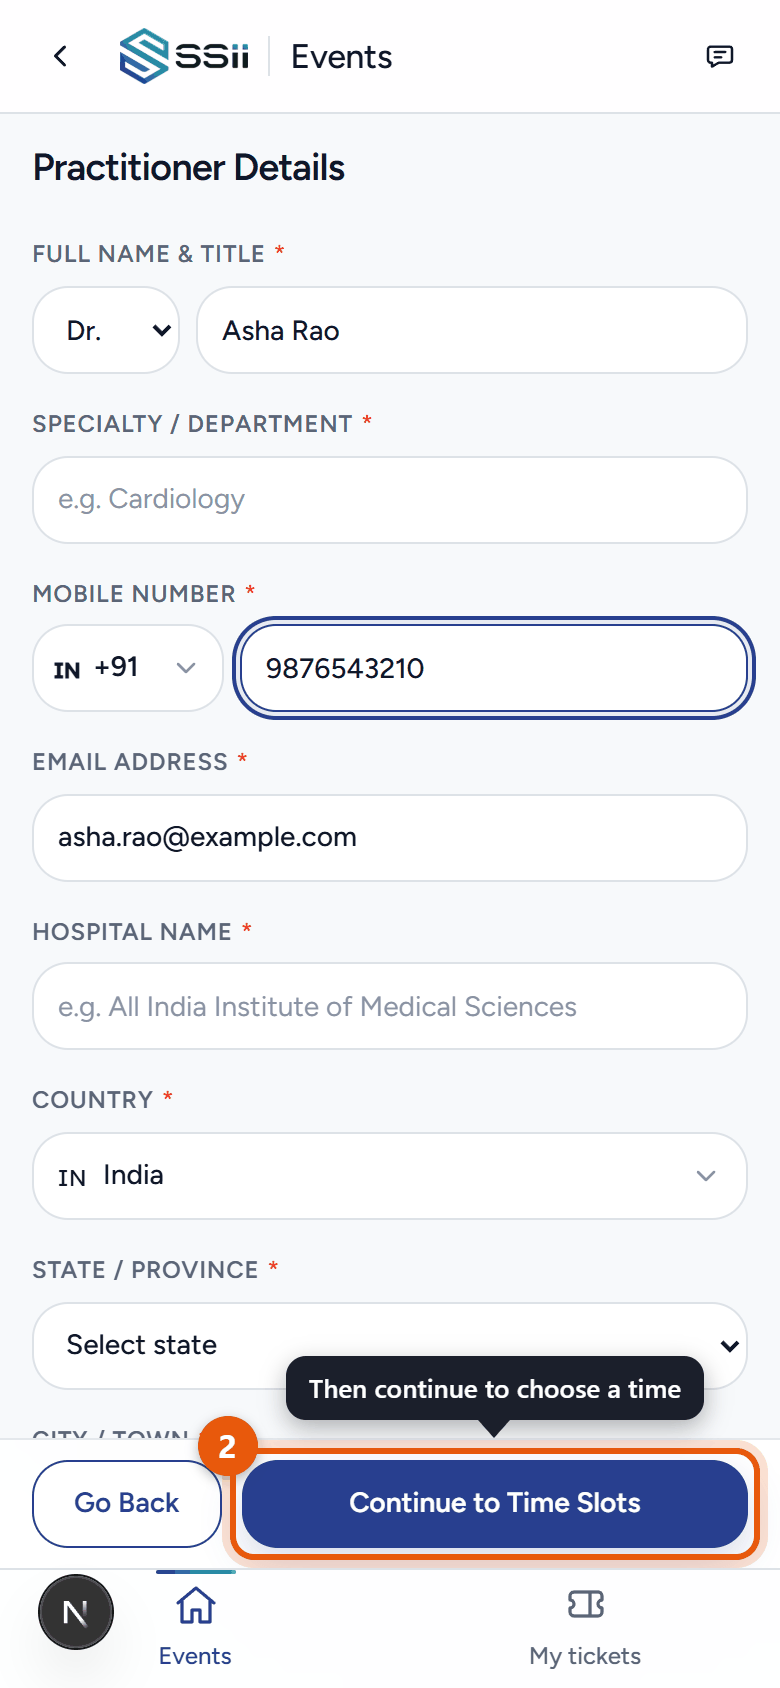 SSii Events
Practitioner Details
FULL NAME & TITLE *
Dr. Asha Rao
SPECIALTY / DEPARTMENT *
e.g. Cardiology
MOBILE NUMBER *
IN +91 9876543210
EMAIL ADDRESS *
asha.rao@example.com
HOSPITAL NAME *
e.g. All India Institute of Medical Sciences
COUNTRY *
IN India
STATE / PROVINCE *
Select state
Then continue to choose a time
CITY / TOWN
2
Go Back Continue to Time Slots
N
Events My tickets